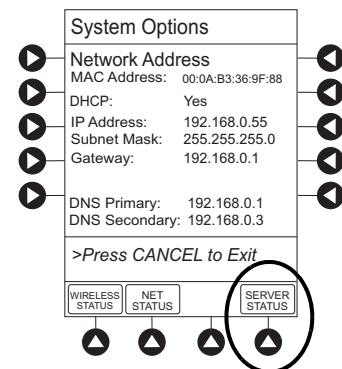 System Options
Network Address
MAC Address: 00:0A:B3:36:9F:88
DHCP: Yes
IP Address: 192.168.0.55
Subnet Mask: 255.255.255.0
Gateway: 192.168.0.1
DNS Primary: 192.168.0.1
DNS Secondary: 192.168.0.3
>Press CANCEL to Exit
WIRELESS STATUS
NET STATUS
SERVER STATUS